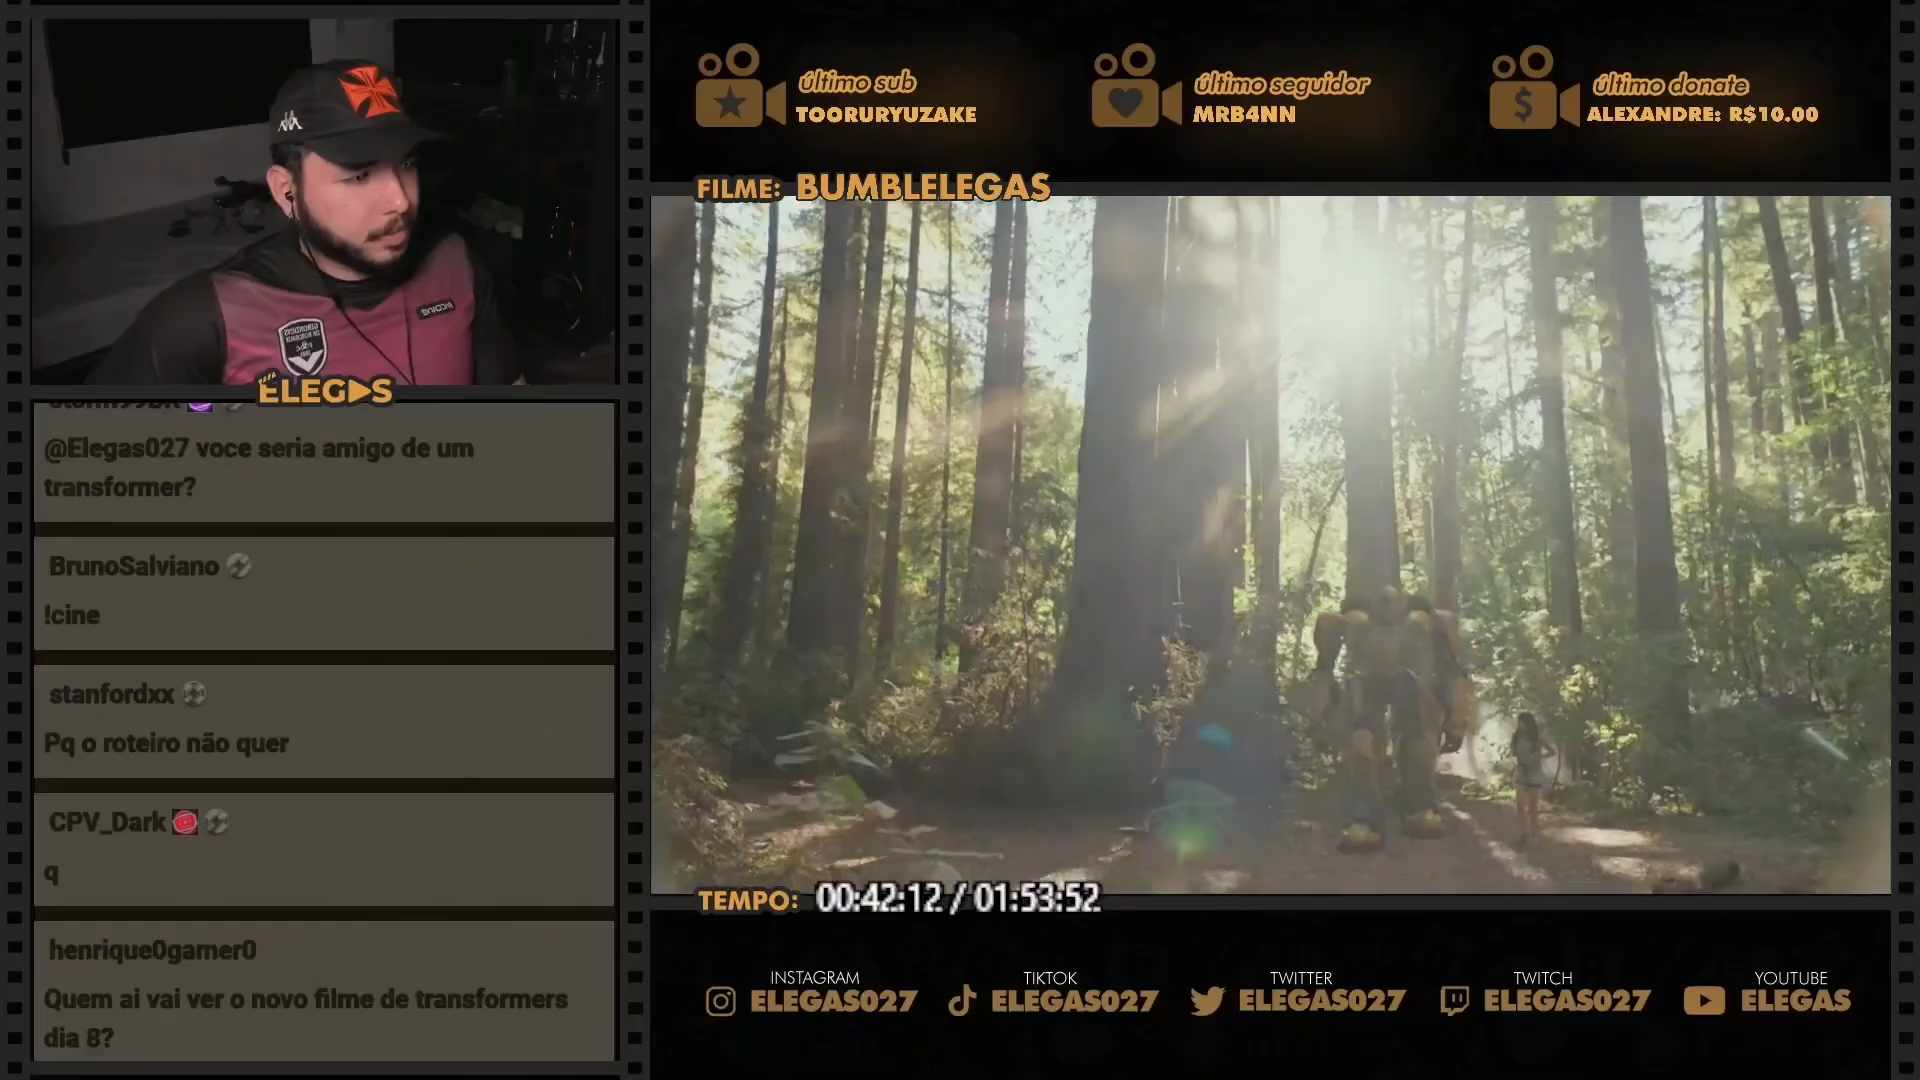 último sub
TOORURYUZAKE
último seguidor
MRB4NN
último donate
ALEXANDRE: R$10.00
FILME: BUMBLELEGAS
ELEGAS
@Elegas027 voce seria amigo de um
transformer?
BrunoSalviano
!cine
stanfordxx
Pq o roteiro não quer
CPV_Dark
q
henrique0gamer0
Quem ai vai ver o novo filme de transformers
dia 8?
TEMPO: 00:42:12 / 01:53:52
INSTAGRAM
ELEGAS027
TIKTOK
ELEGAS027
TWITTER
ELEGAS027
TWITCH
ELEGAS027
YOUTUBE
ELEGAS